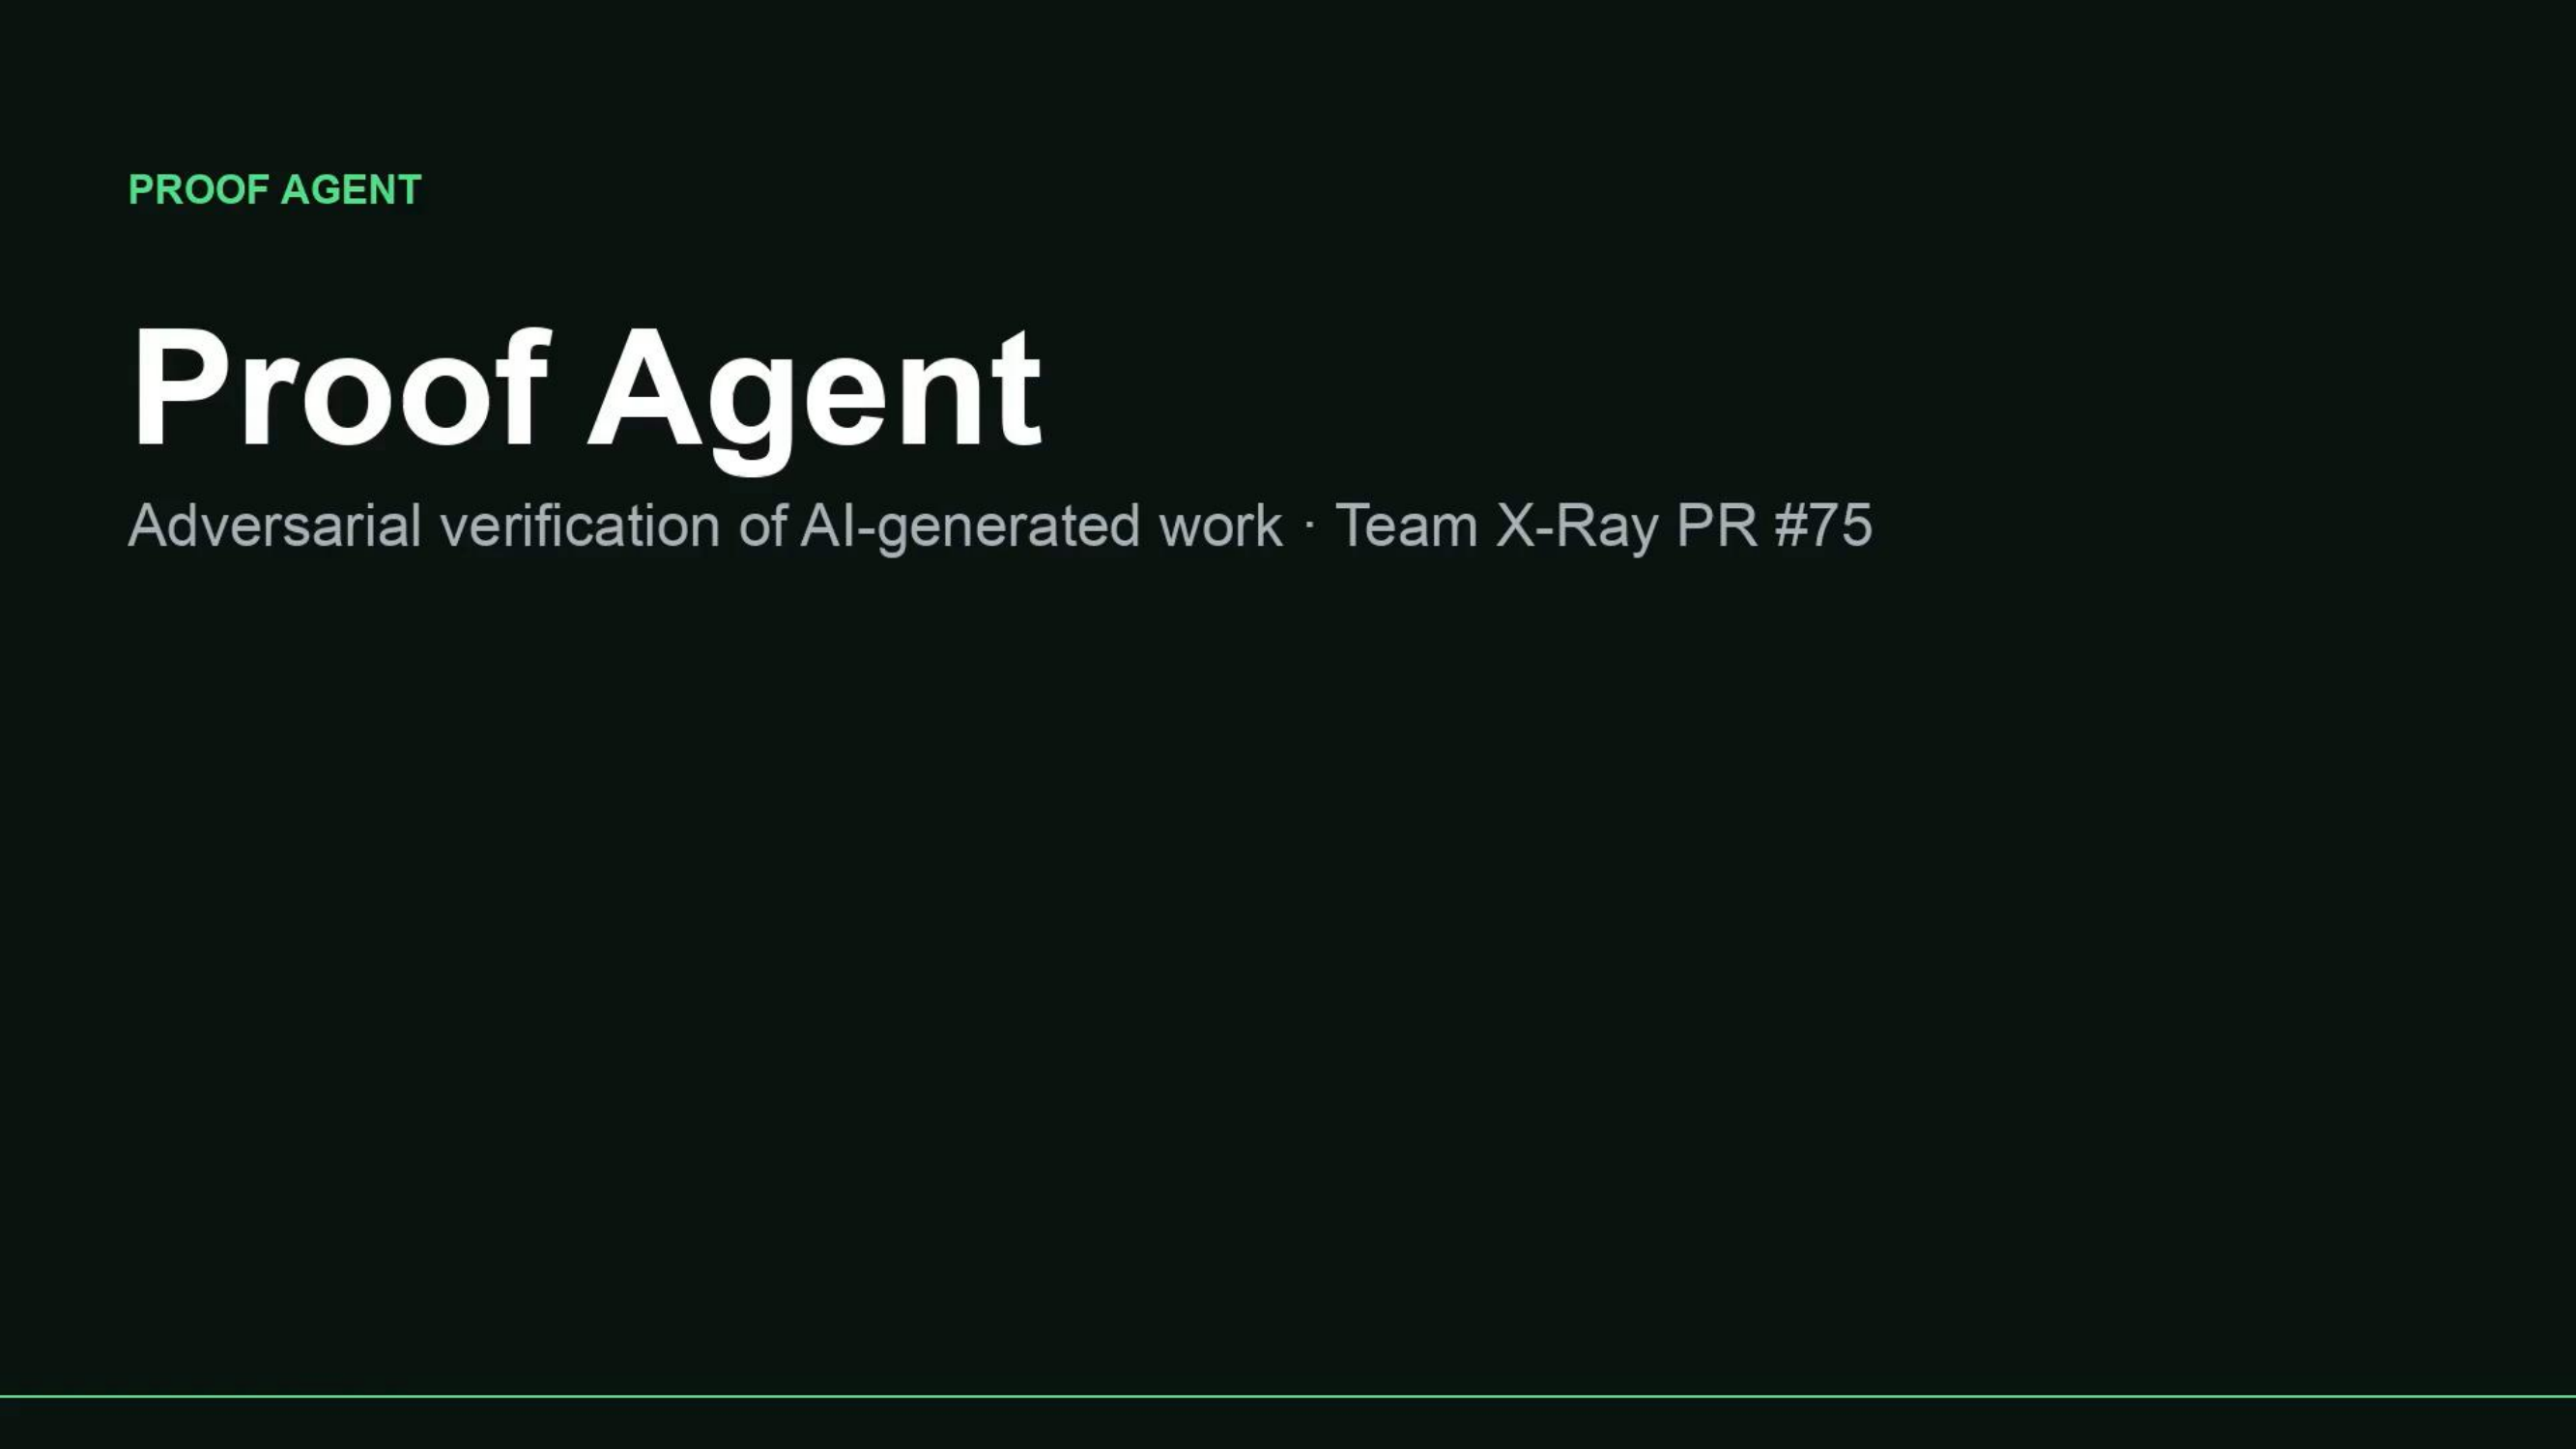 PROOF AGENT
Proof Agent
Adversarial verification of AI-generated work · Team X-Ray PR #75